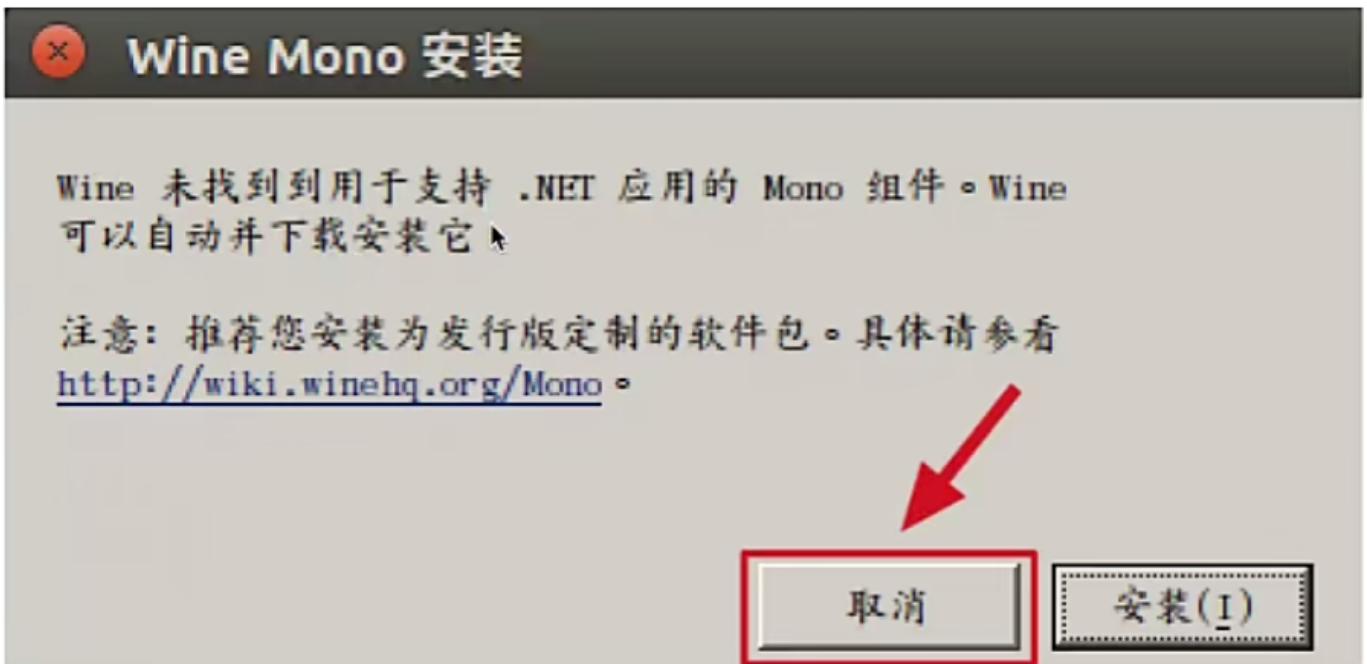 Wine Mono 安装
Wine 未找到到用于支持 .NET 应用的 Mono 组件。Wine
可以自动并下载安装它
注意: 推荐您安装为发行版定制的软件包。具体请参看
http://wiki.winehq.org/Mono。
取消
安装(I)